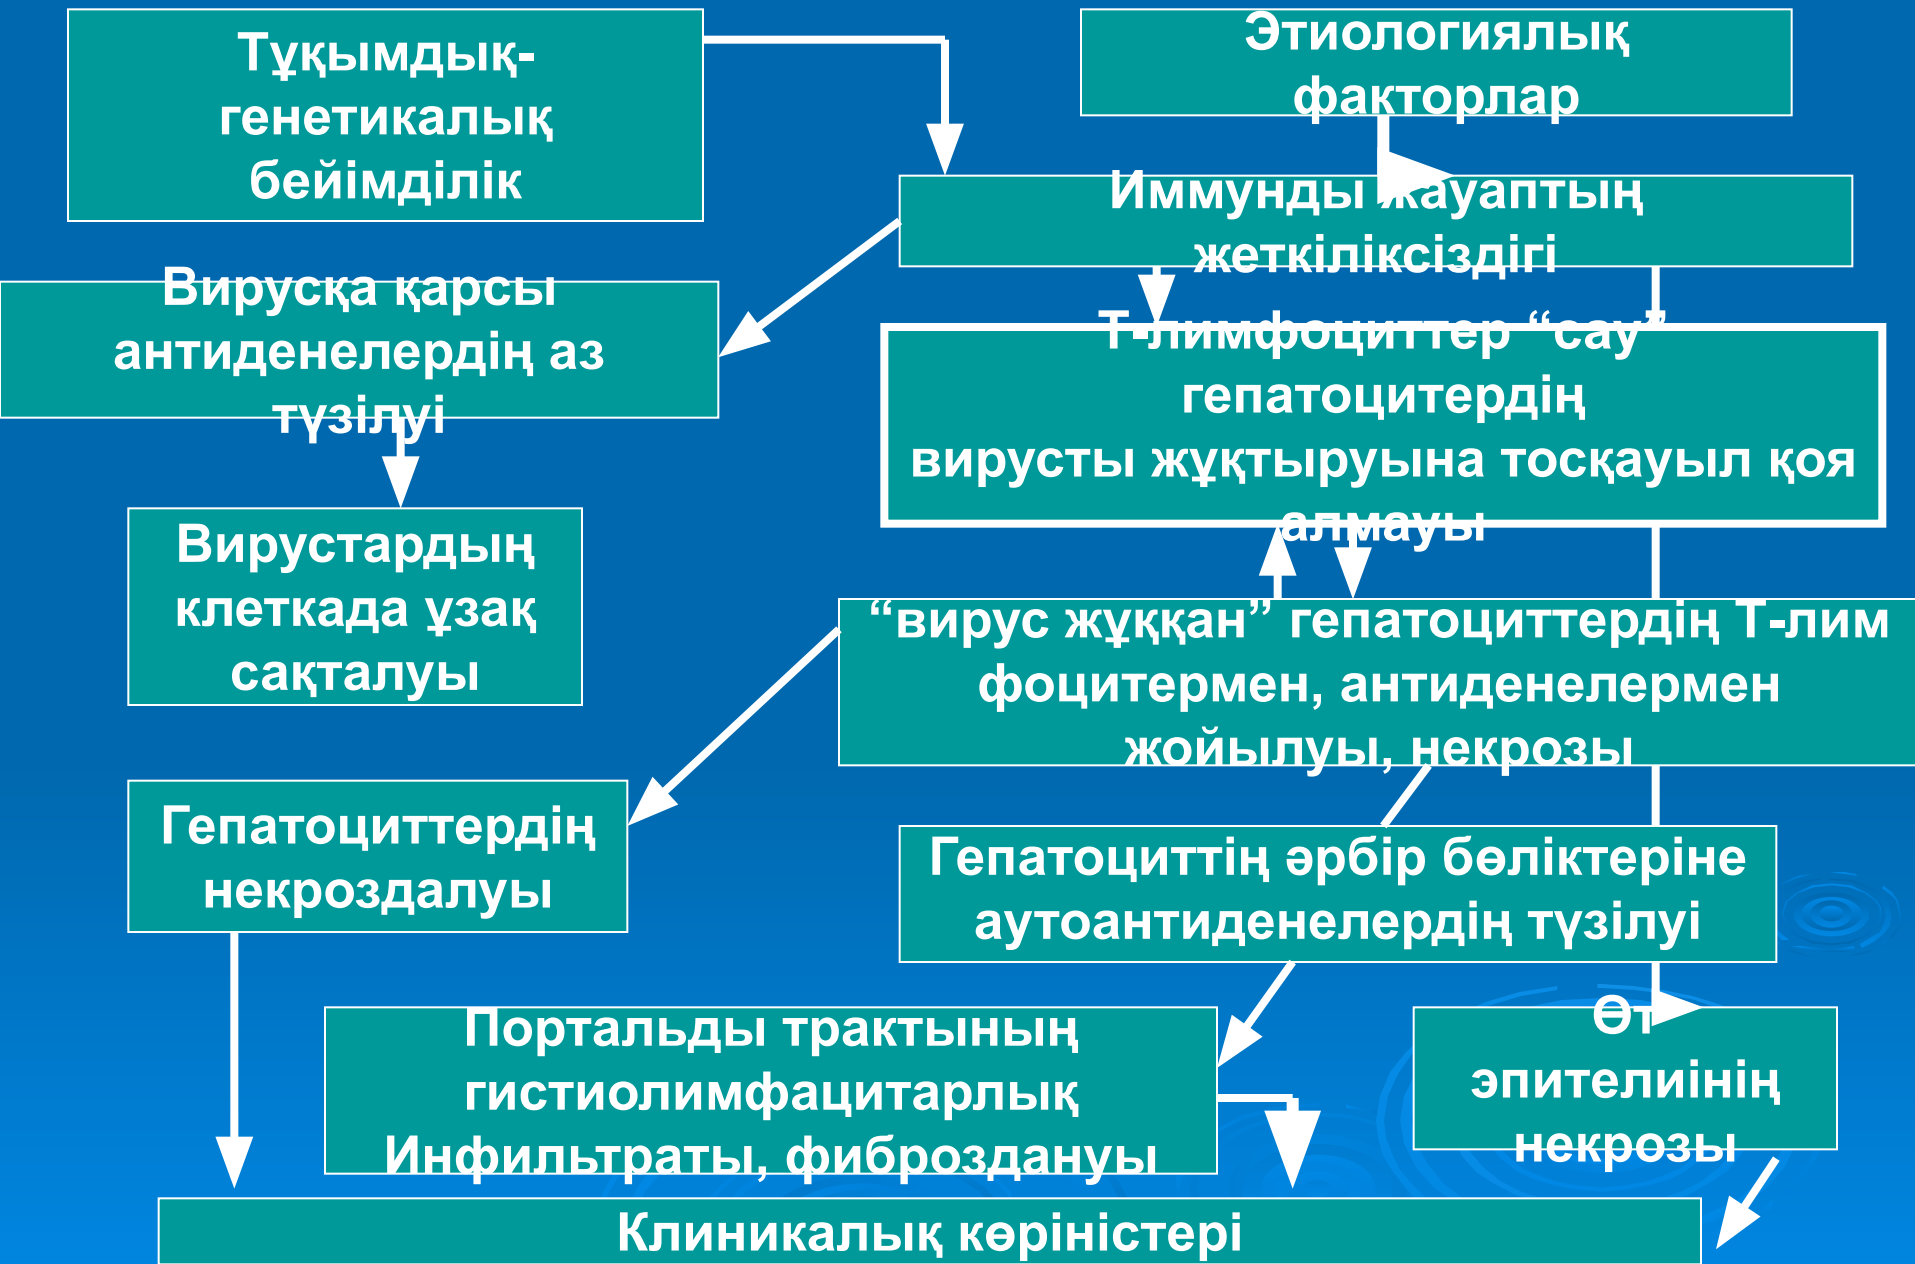 Тұқымдық-
генетикалық
бейімділік
Этиологиялық
факторлар
Иммунды жауаптың
жеткіліксіздігі
Вирусқа қарсы
антиденелердің аз
түзілуі
Т-лимфоциттер “сау”
гепатоцитердің
вирусты жұқтыруына тосқауыл қоя
алмауы
Вирустардың
клеткада ұзақ
сақталуы
“вирус жұққан” гепатоциттердің Т-лим
фоцитермен, антиденелермен
жойылуы, некрозы
Гепатоциттердің
некроздалуы
Гепатоциттің әрбір бөліктеріне
аутоантиденелердің түзілуі
Портальды трактының
гистиолимфацитарлық
Инфильтраты, фиброздануы
Өт
эпителиінің
некрозы
Клиникалық көріністері